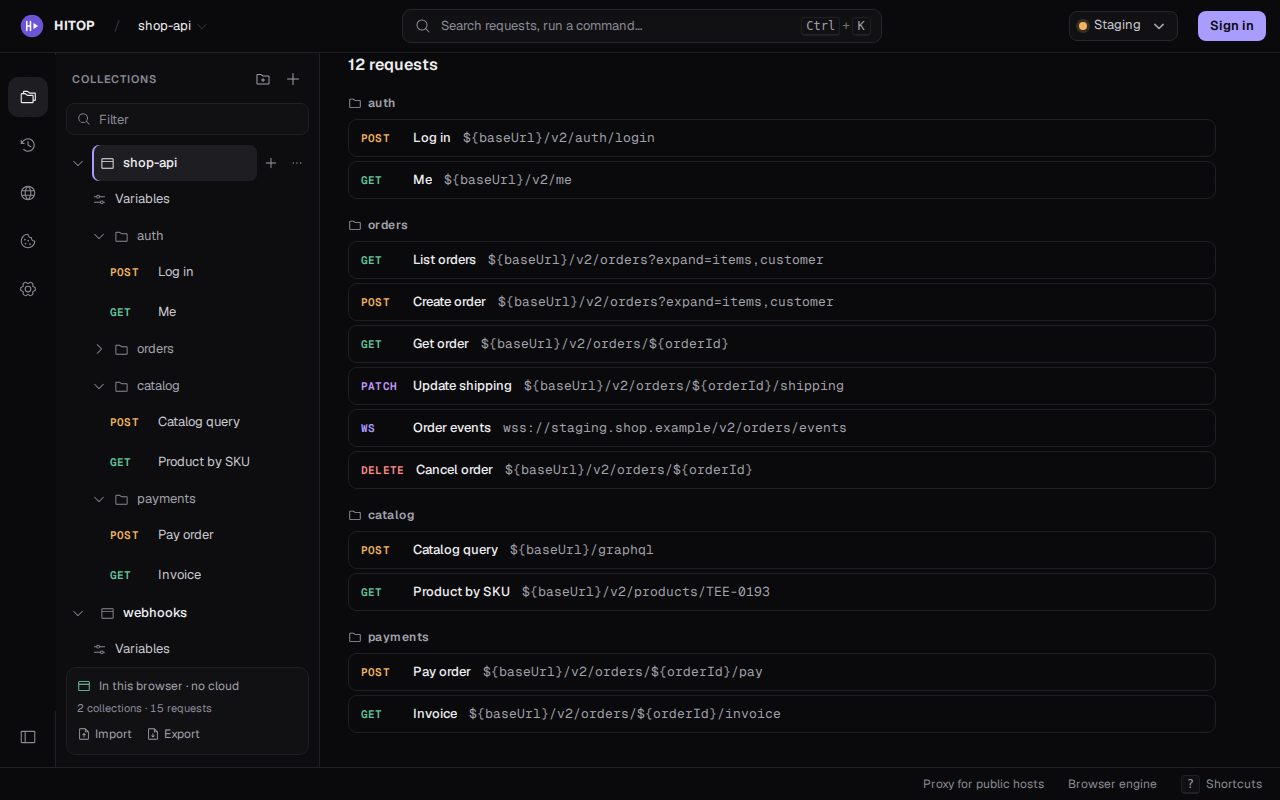 HITOP / shop-api
Search requests, run a command… Ctrl + K
Staging
Sign in
COLLECTIONS
Filter
shop-api
Variables
auth
POST Log in
GET Me
orders
catalog
POST Catalog query
GET Product by SKU
payments
POST Pay order
GET Invoice
webhooks
Variables
In this browser · no cloud
2 collections · 15 requests
Import Export
12 requests
auth
POST Log in ${baseUrl}/v2/auth/login
GET Me ${baseUrl}/v2/me
orders
GET List orders ${baseUrl}/v2/orders?expand=items,customer
POST Create order ${baseUrl}/v2/orders?expand=items,customer
GET Get order ${baseUrl}/v2/orders/${orderId}
PATCH Update shipping ${baseUrl}/v2/orders/${orderId}/shipping
WS Order events wss://staging.shop.example/v2/orders/events
DELETE Cancel order ${baseUrl}/v2/orders/${orderId}
catalog
POST Catalog query ${baseUrl}/graphql
GET Product by SKU ${baseUrl}/v2/products/TEE-0193
payments
POST Pay order ${baseUrl}/v2/orders/${orderId}/pay
GET Invoice ${baseUrl}/v2/orders/${orderId}/invoice
Proxy for public hosts Browser engine ? Shortcuts